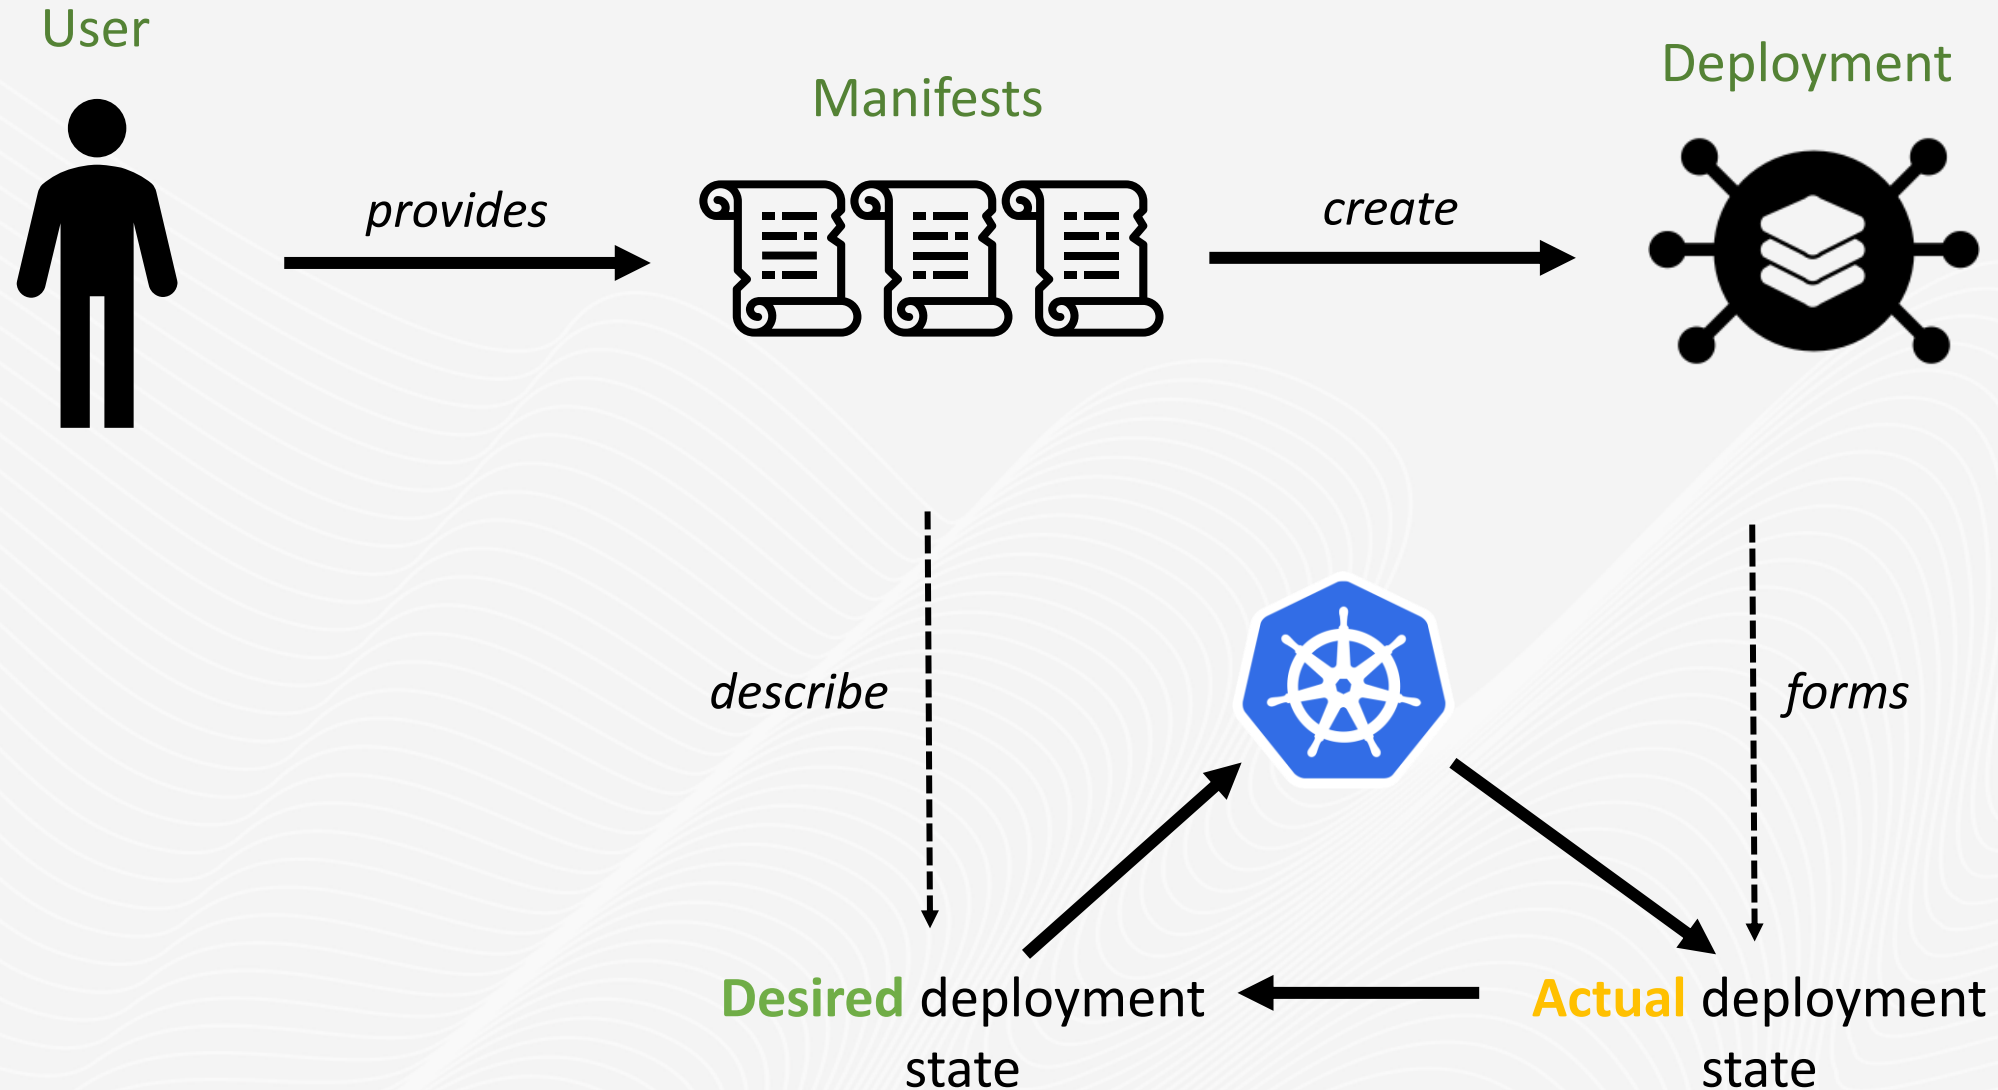 User
Manifests
Deployment
provides
create
describe
forms
Desired deployment
state
Actual deployment
state